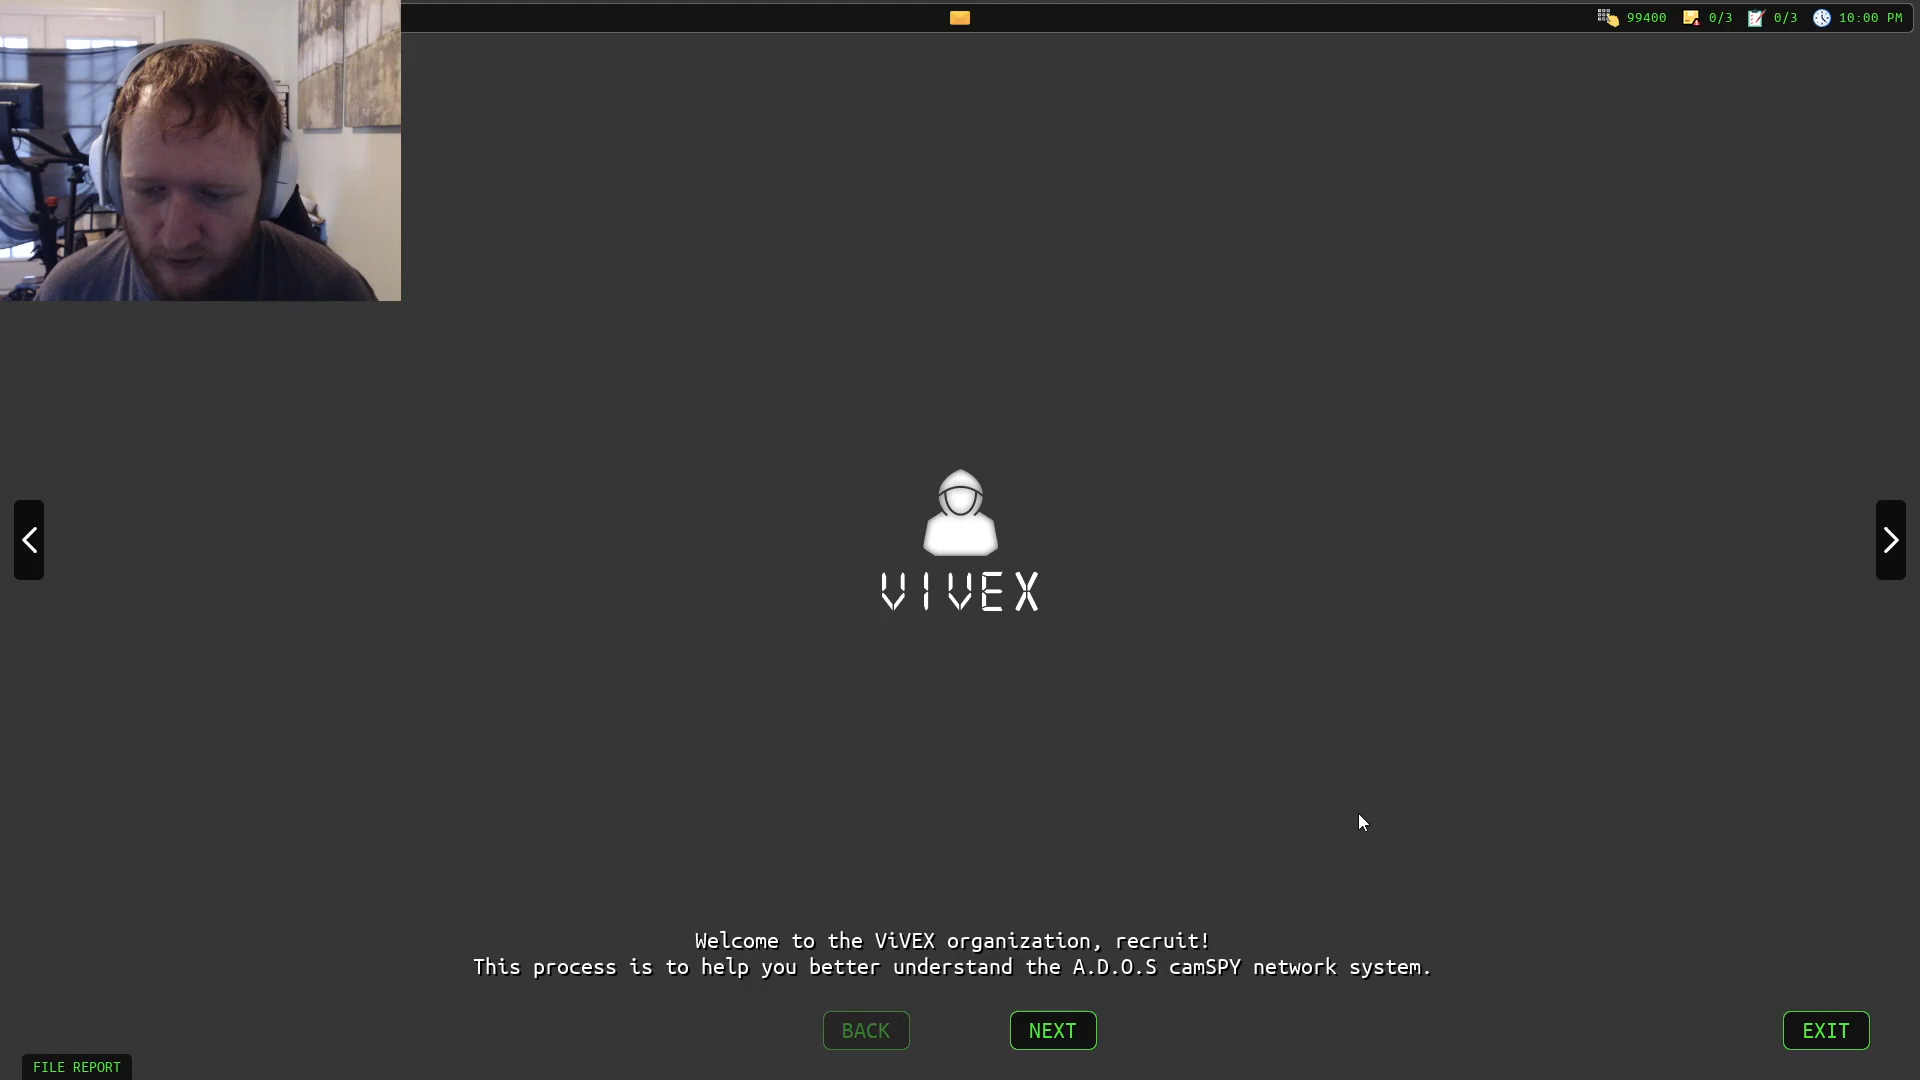 99400 0/3 0/3 10:00 PM
VIVEX
Welcome to the ViVEX organization, recruit!
This process is to help you better understand the A.D.O.S camSPY network system.
BACK NEXT EXIT
FILE REPORT